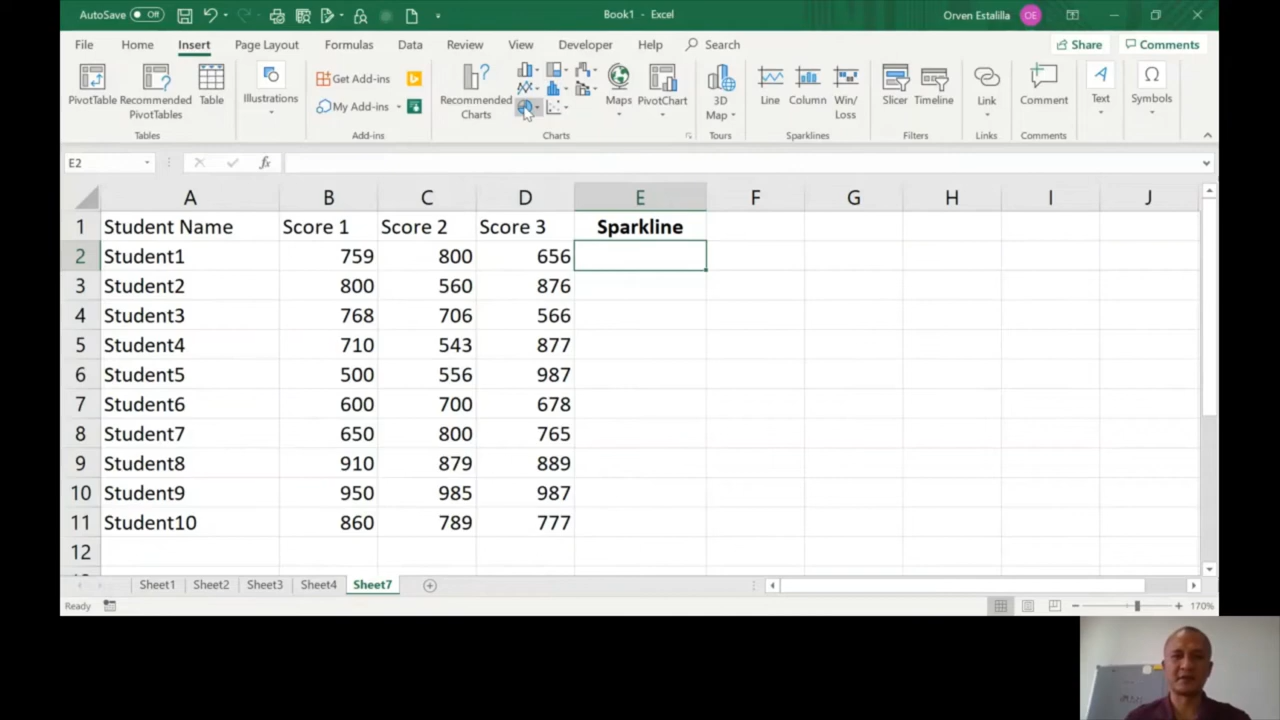 AutoSave Off Book1 - Excel Orven Estalilla OE
File Home Insert Page Layout Formulas Data Review View Developer Help Search Share Comments
PivotTable Recommended PivotTables Table Illustrations Get Add-ins My Add-ins Recommended Charts Maps PivotChart 3D Map Line Column Win/Loss Slicer Timeline Link Comment Text Symbols
Tables Add-ins Charts Tours Sparklines Filters Links Comments
E2 fx
A B C D E F G H I J
1 Student Name Score 1 Score 2 Score 3 Sparkline
2 Student1 759 800 656
3 Student2 800 560 876
4 Student3 768 706 566
5 Student4 710 543 877
6 Student5 500 556 987
7 Student6 600 700 678
8 Student7 650 800 765
9 Student8 910 879 889
10 Student9 950 985 987
11 Student10 860 789 777
12
Sheet1 Sheet2 Sheet3 Sheet4 Sheet7
Ready 170%